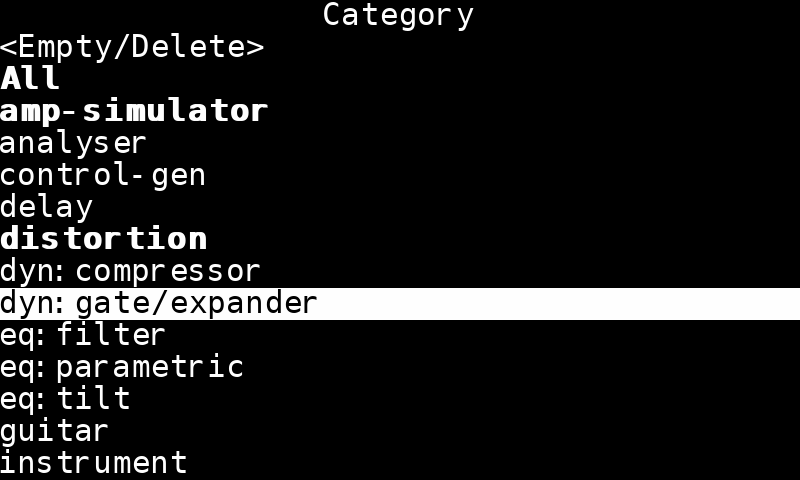 Category
<Empty/Delete>
All
amp-simulator
analyser
control-gen
delay
distortion
dyn: compressor
dyn: gate/expander
eq: filter
eq: parametric
eq: tilt
guitar
instrument